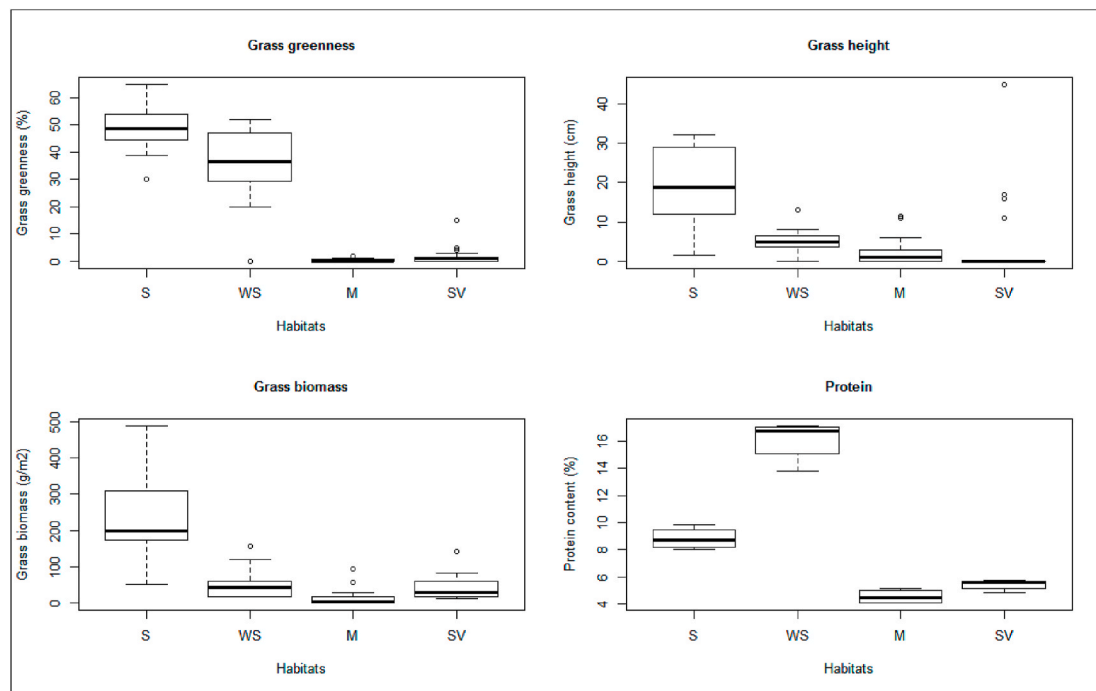 Grass greenness
Grass greenness (%)
60
50
40
30
20
10
0
S WS M SV
Habitats
Grass height
Grass height (cm)
40
30
20
10
0
S WS M SV
Habitats
Grass biomass
Grass biomass (g/m2)
500
400
300
200
100
0
S WS M SV
Habitats
Protein
Protein content (%)
16
14
12
10
8
6
4
S WS M SV
Habitats